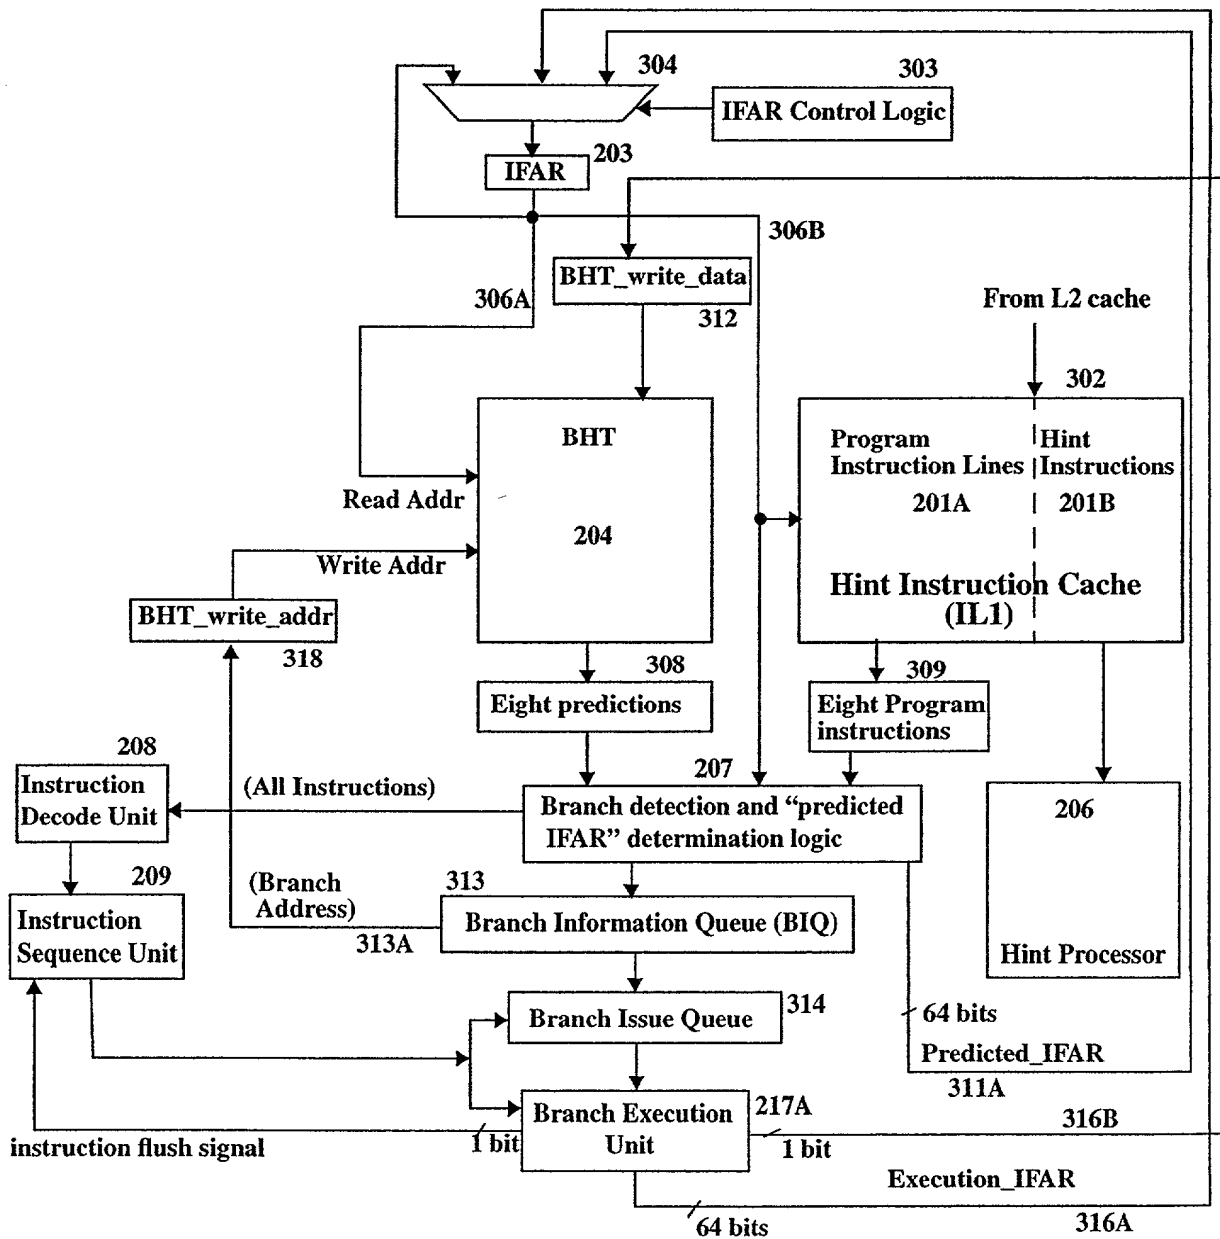 304
303
IFAR Control Logic
203
IFAR
306B
BHT_write_data
306A
312
From L2 cache
302
BHT
Program
Instruction Lines
Hint
Instructions
Read Addr
201A
201B
204
Write Addr
Hint Instruction Cache
(IL1)
BHT_write_addr
318
308
309
Eight predictions
Eight Program
instructions
208
207
Instruction
Decode Unit
(All Instructions)
Branch detection and “predicted
IFAR” determination logic
206
209
(Branch
Address)
313
Instruction
Sequence Unit
313A
Branch Information Queue (BIQ)
Hint Processor
Branch Issue Queue
314
64 bits
Predicted_IFAR
311A
Branch Execution
Unit
217A
316B
instruction flush signal
1 bit
1 bit
Execution_IFAR
64 bits
316A